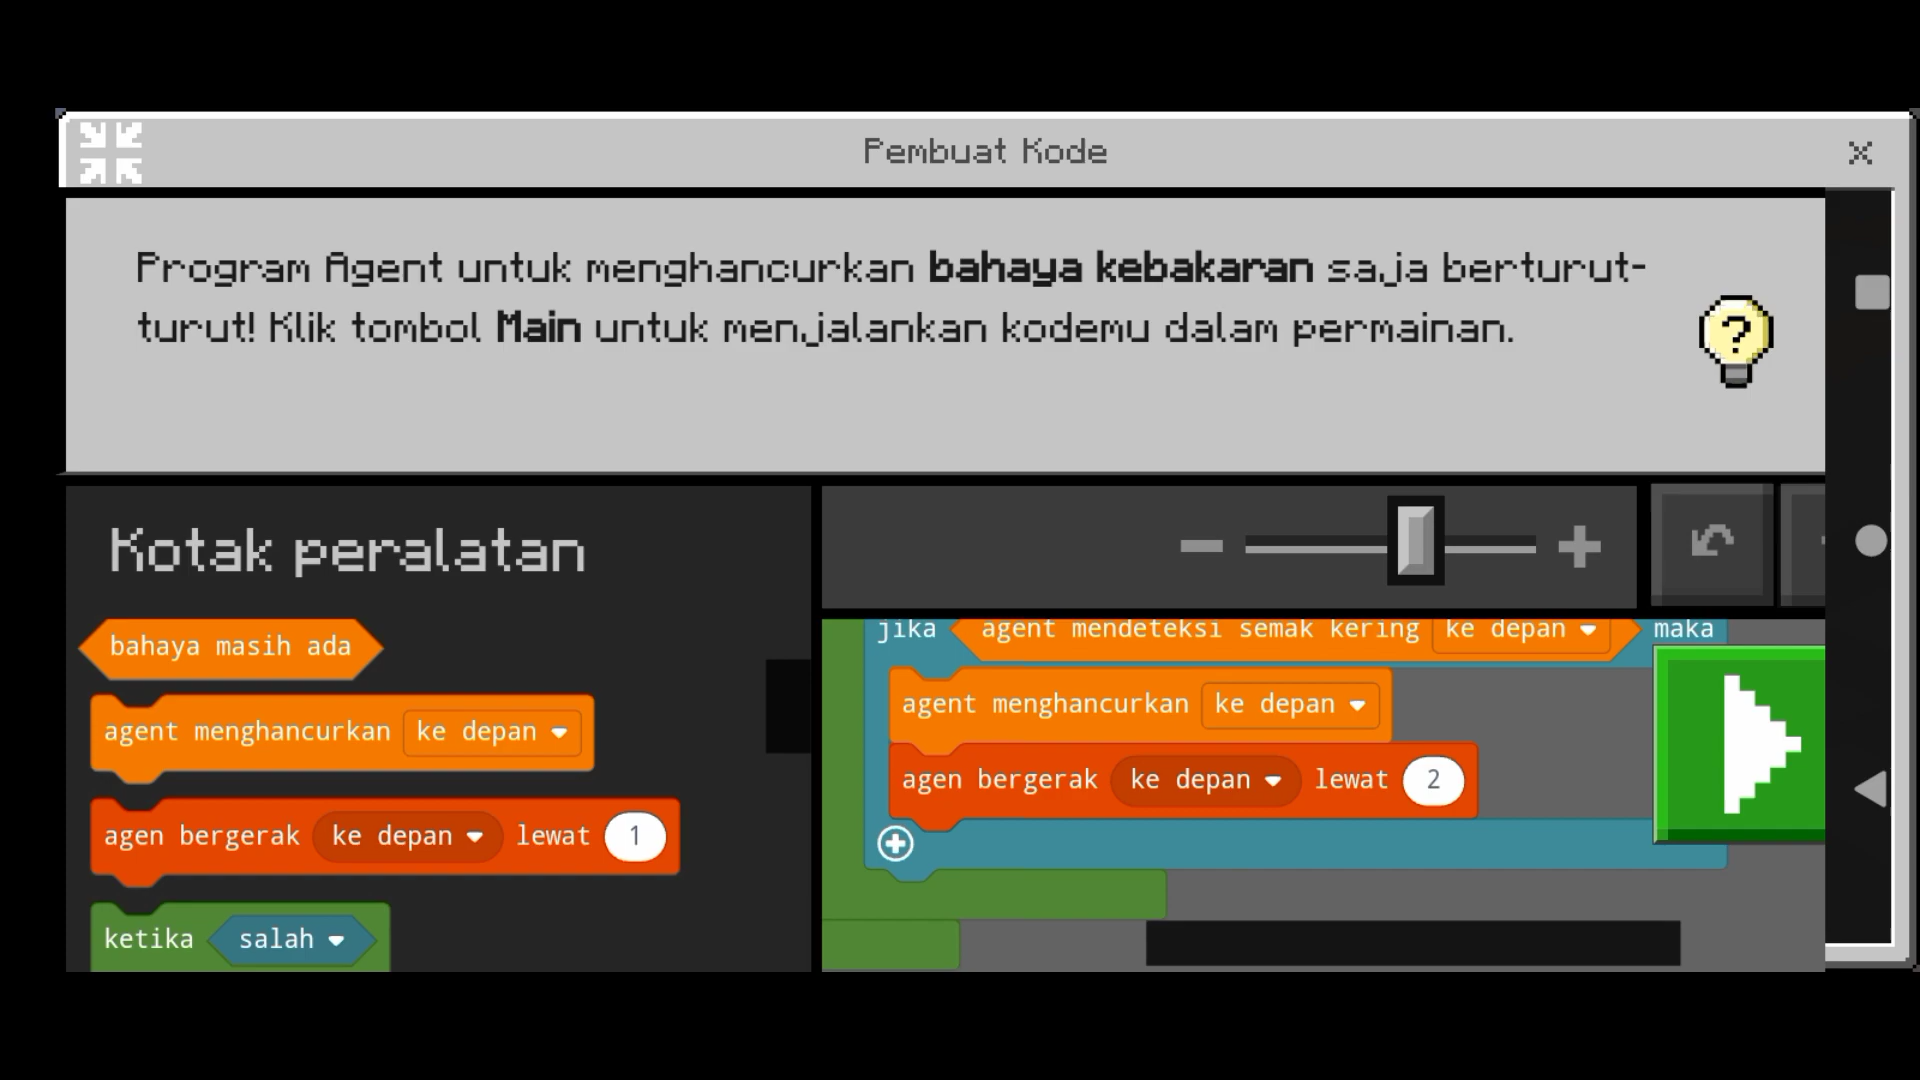 Pembuat Kode
Program Agent untuk menghancurkan bahaya kebakaran saja berturut-
turut! Klik tombol Main untuk menjalankan kodemu dalam permainan.
Kotak peralatan
bahaya masih ada
agent menghancurkan ke depan
agen bergerak ke depan lewat 1
ketika salah
jika agent mendeteksi semak kering ke depan maka
agent menghancurkan ke depan
agen bergerak ke depan lewat 2